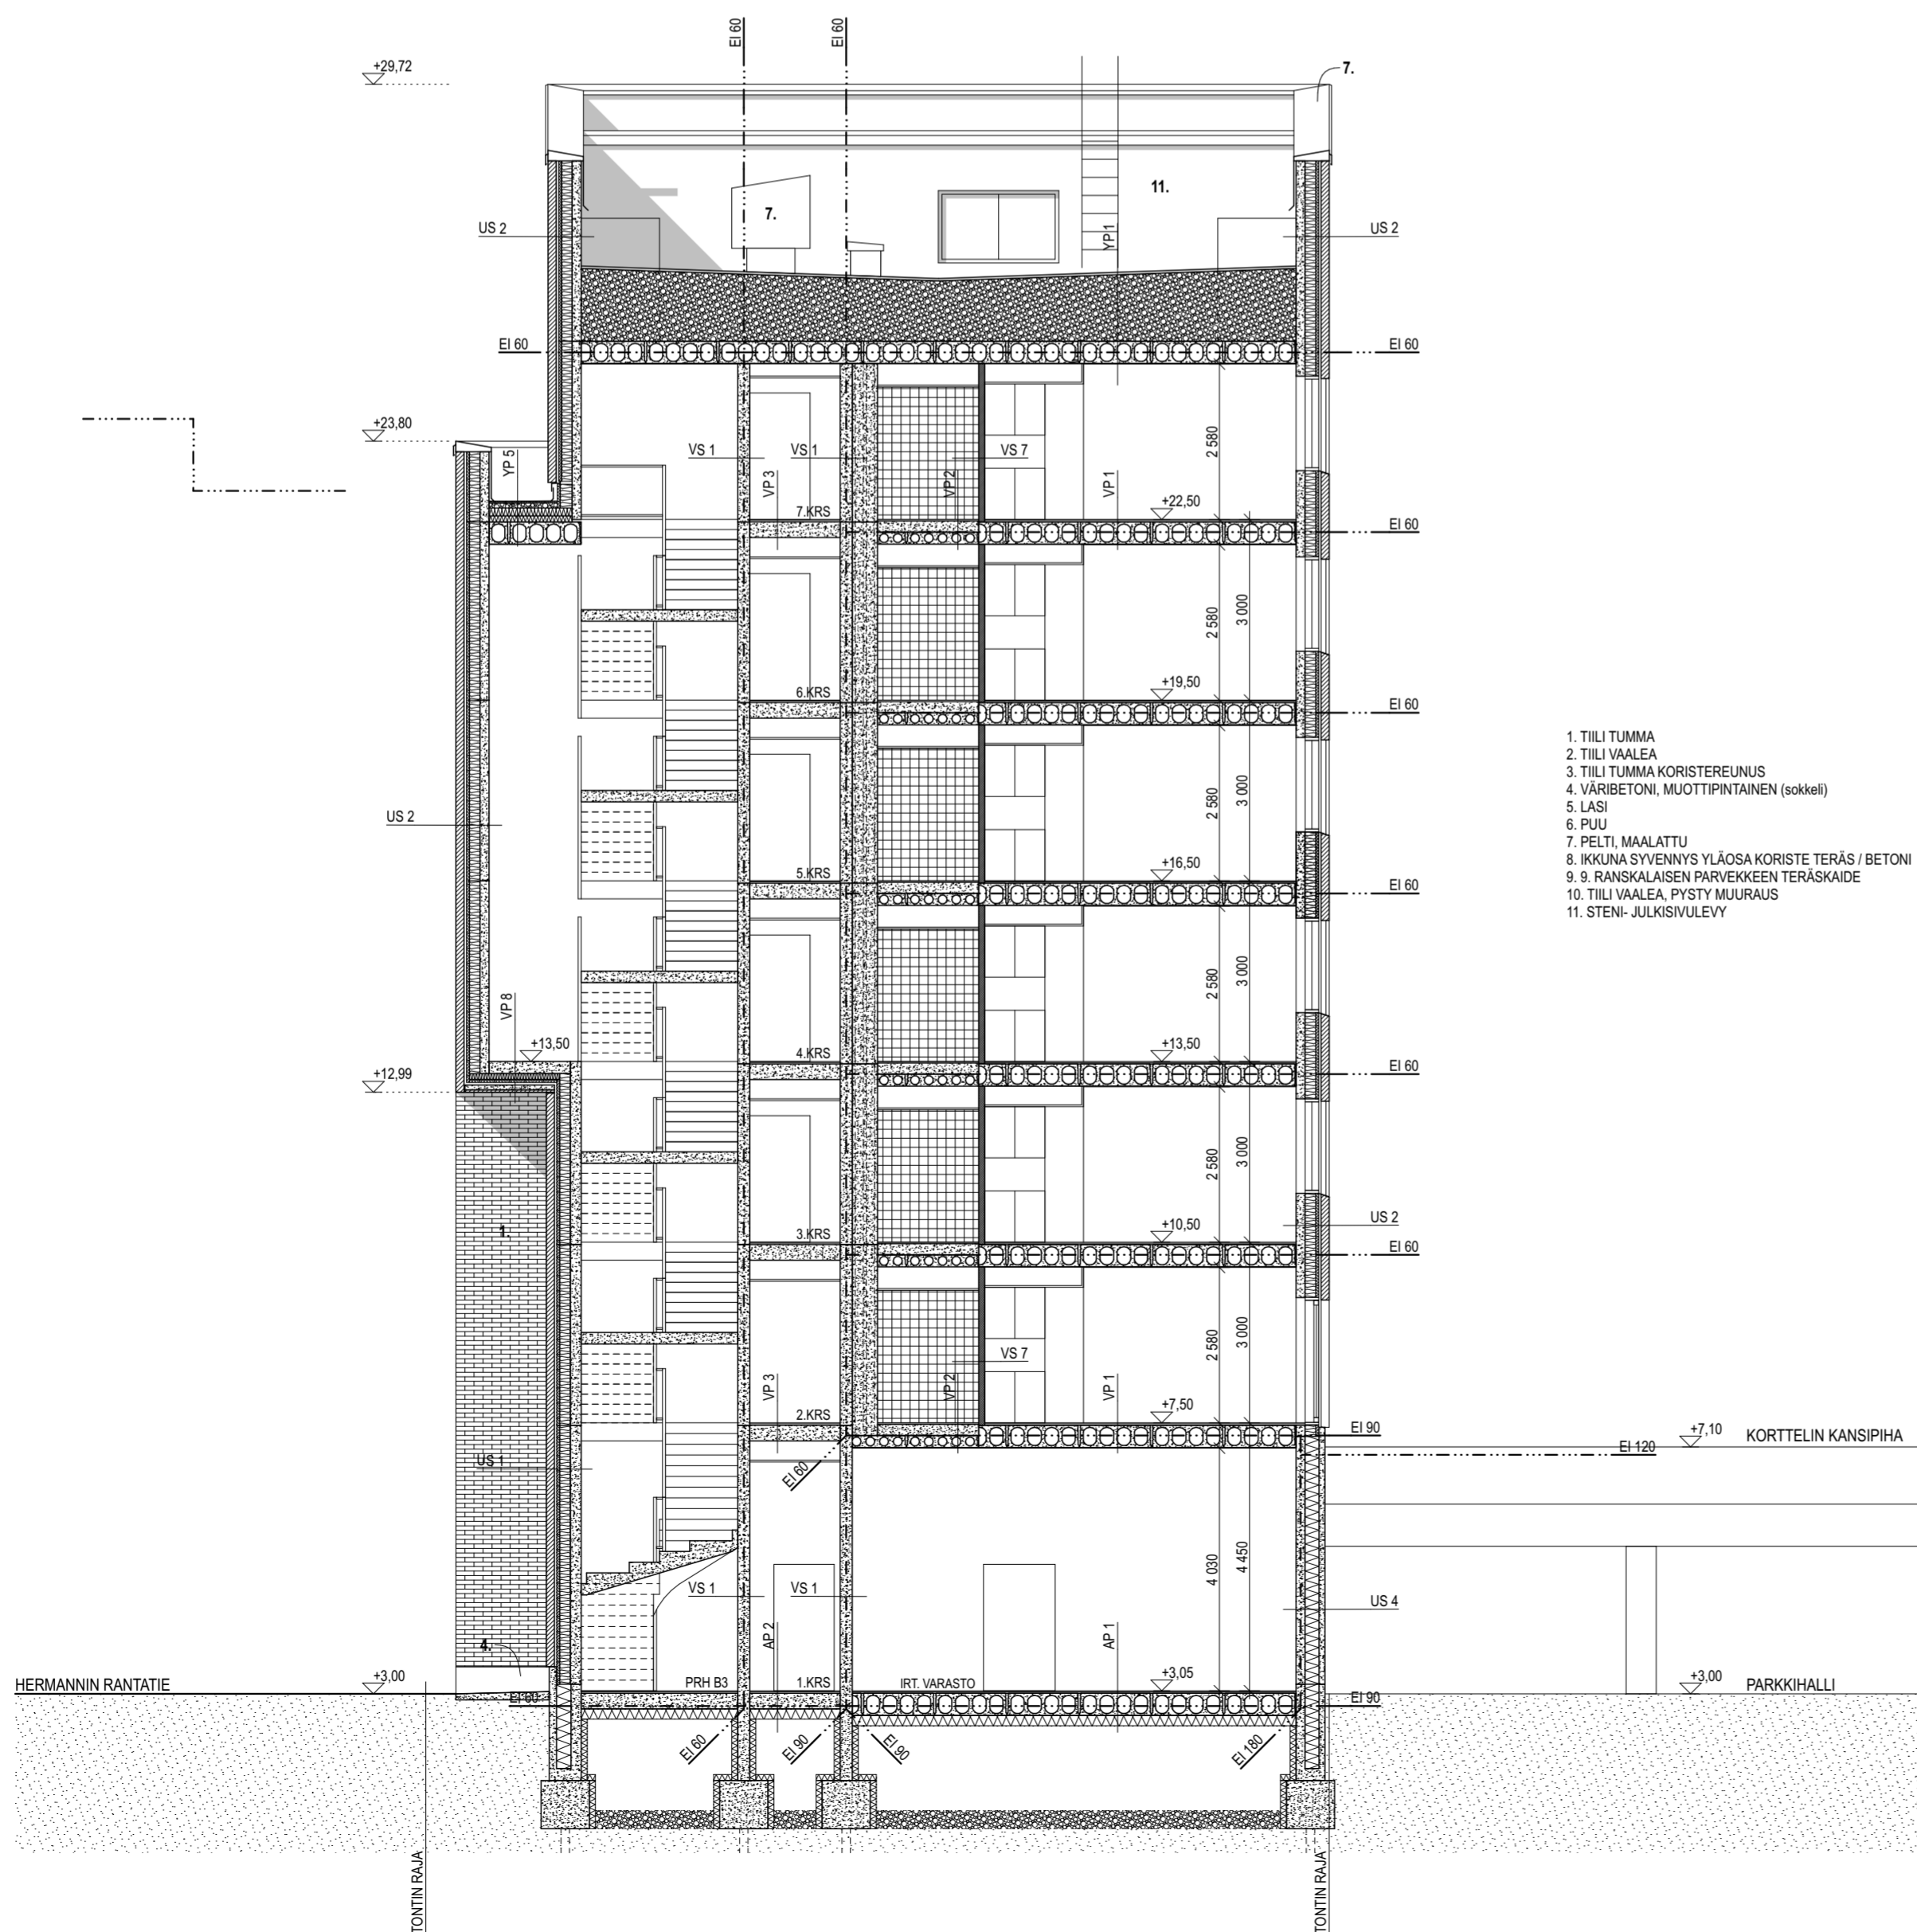 EI 60 EI 60
+29,72
7.
11.
7.
US 2 US 2
YP 1
EI 60 EI 60
+23,80
VS 1 VS 1 VS 7
YP 5 VP 3 VP 2 VP 1
2 580
7.KRS +22,50
EI 60
2 580 3 000
6.KRS +19,50
EI 60
1. TIILI TUMMA
2. TIILI VAALEA
3. TIILI TUMMA KORISTEREUNUS
4. VÄRIBETONI, MUOTTIPINTAINEN (sokkeli)
5. LASI
6. PUU
7. PELTI, MAALATTU
8. IKKUNA SYVENNYS YLÄOSA KORISTE TERÄS / BETONI
9. 9. RANSKALAISEN PARVEKKEEN TERÄSKAIDE
10. TIILI VAALEA, PYSTY MUURAUS
11. STENI- JULKISIVULEVY
US 2
2 580 3 000
5.KRS +16,50
EI 60
2 580 3 000
VP 8
+13,50 4.KRS +13,50
+12,99 EI 60
2 580 3 000
1.
3.KRS +10,50 US 2
EI 60
2 580 3 000
VS 7
VP 3 VP 2 VP 1
2.KRS +7,50
EI 90
+7,10 KORTTELIN KANSIPIHA
EI 120
US 1
EI 60
4 030 4 450
VS 1 VS 1
US 4
AP 2 AP 1
4.
HERMANNIN RANTATIE +3,00 PRH B3 1.KRS IRT. VARASTO +3,05 +3,00 PARKKIHALLI
EI 60 EI 90
EI 60 EI 90 EI 90 EI 180
TONTIN RAJA TONTIN RAJA